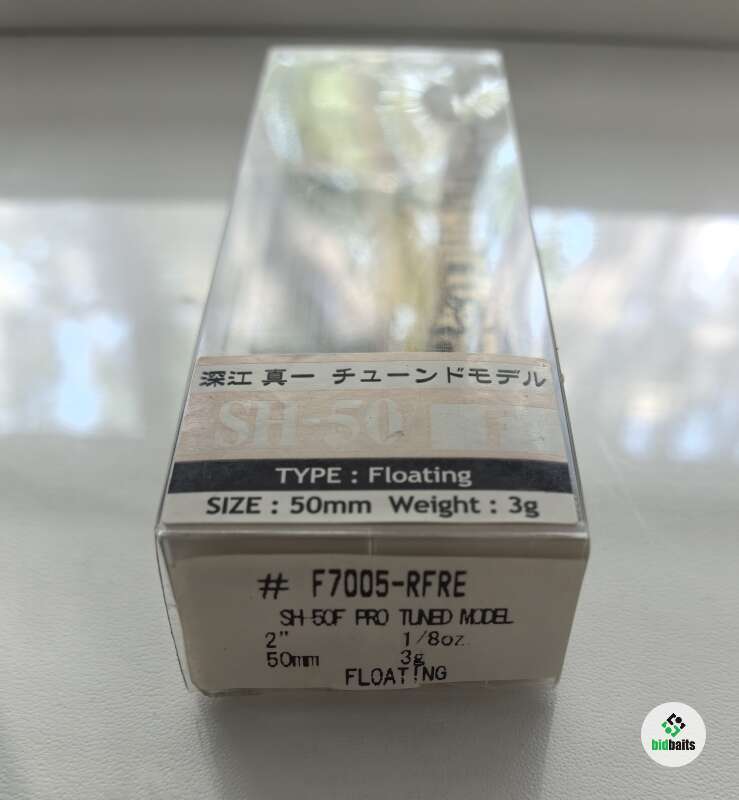 深江 真一 チューンドモデル
SH-50
TYPE : Floating
SIZE : 50mm Weight : 3g
# F7005-RFRE
SH-50F PRO TUNED MODEL
2" 1/8oz.
50mm 3g
FLOATING
bidbaits